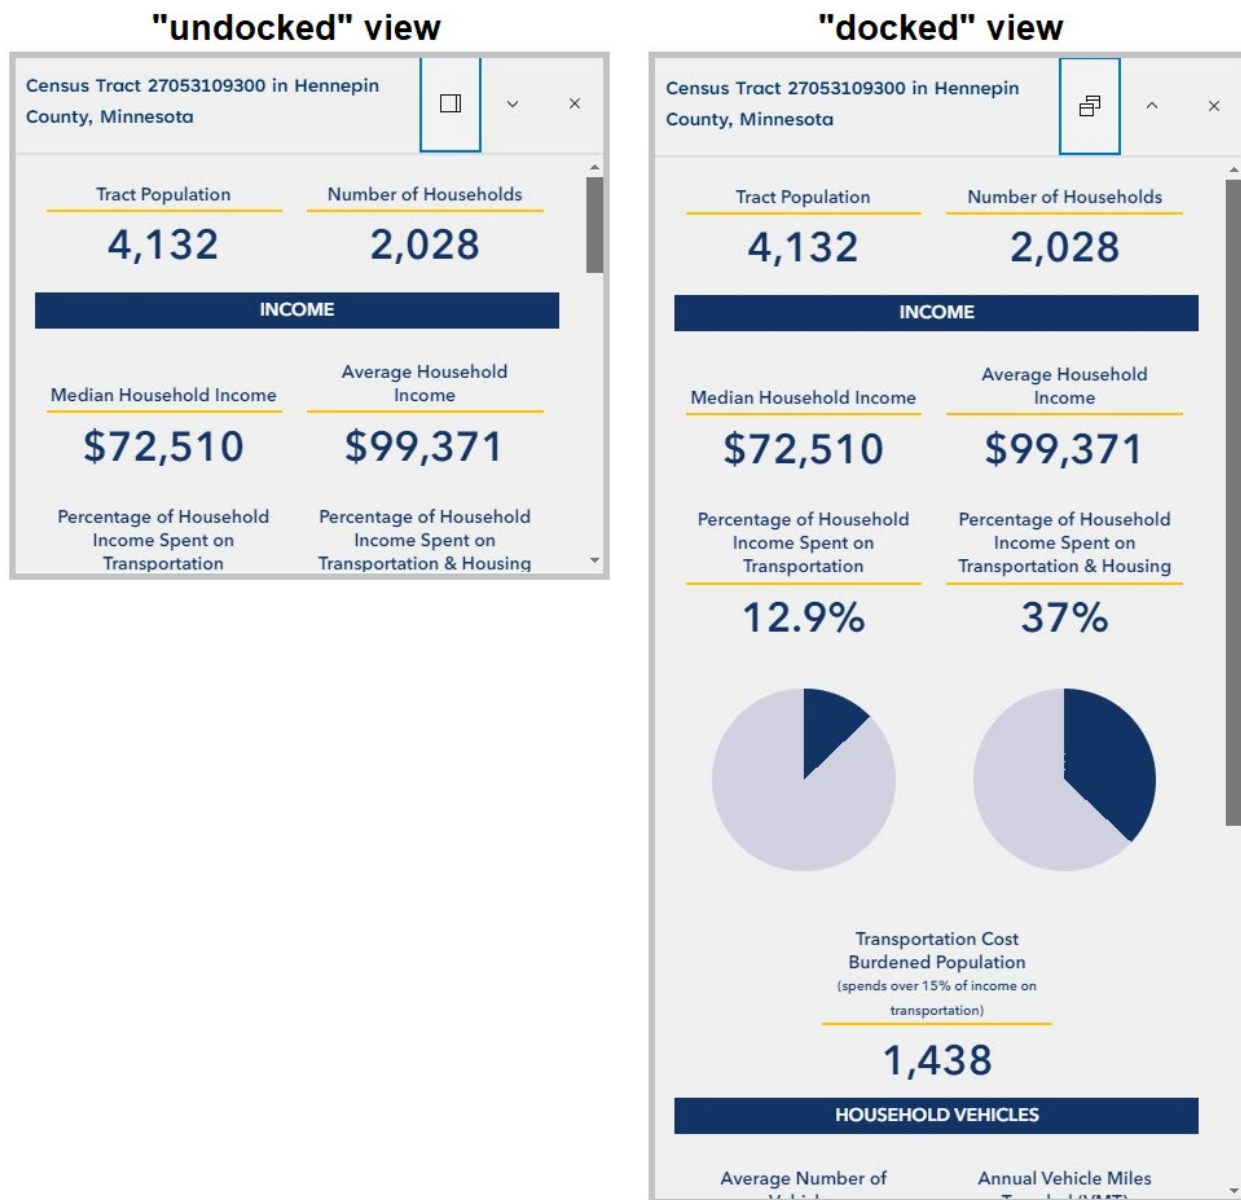 "undocked" view
Census Tract 27053109300 in Hennepin
County, Minnesota
Tract Population
4,132
Number of Households
2,028
INCOME
Median Household Income
$72,510
Average Household
Income
$99,371
Percentage of Household
Income Spent on
Transportation
Percentage of Household
Income Spent on
Transportation & Housing
"docked" view
Census Tract 27053109300 in Hennepin
County, Minnesota
Tract Population
4,132
Number of Households
2,028
INCOME
Median Household Income
$72,510
Average Household
Income
$99,371
Percentage of Household
Income Spent on
Transportation
12.9%
Percentage of Household
Income Spent on
Transportation & Housing
37%
Transportation Cost
Burdened Population
(spends over 15% of income on
transportation)
1,438
HOUSEHOLD VEHICLES
Average Number of
Annual Vehicle Miles